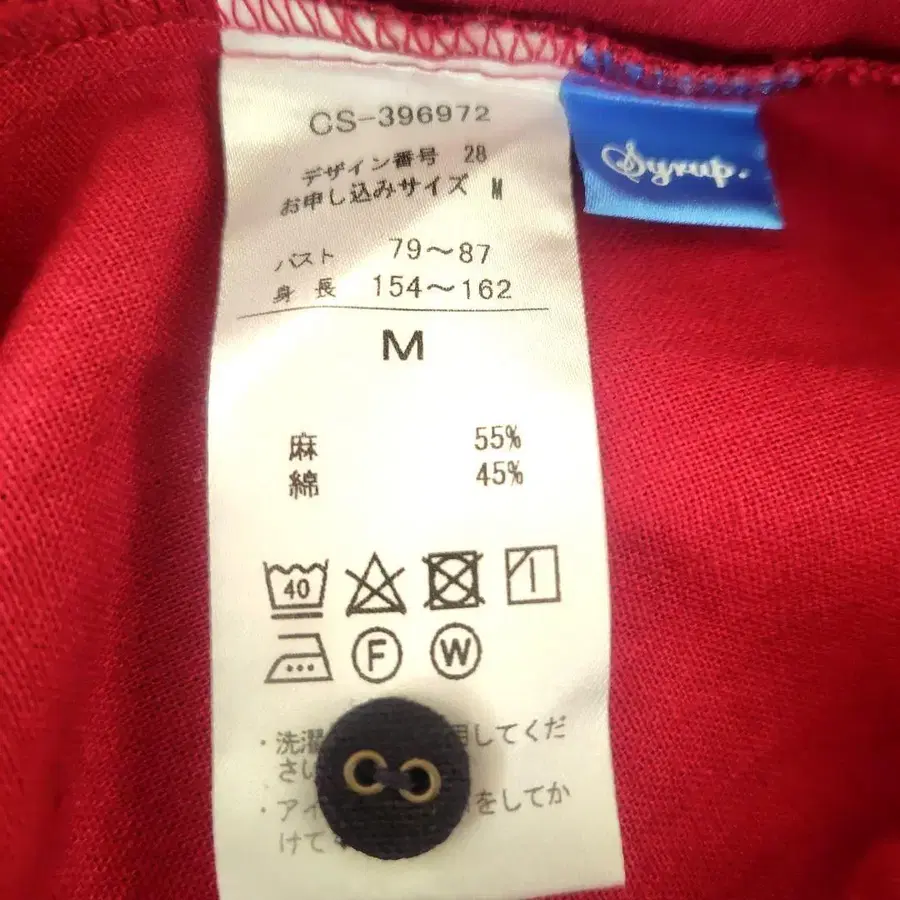 CS-396972
デザイン番号 28
お申し込みサイズ M
バスト 79～87
身長 154～162
M
麻 55%
綿 45%
40
F W
Syrup.
・洗濯 用してくだ
さい
・アイ をしてか
けて